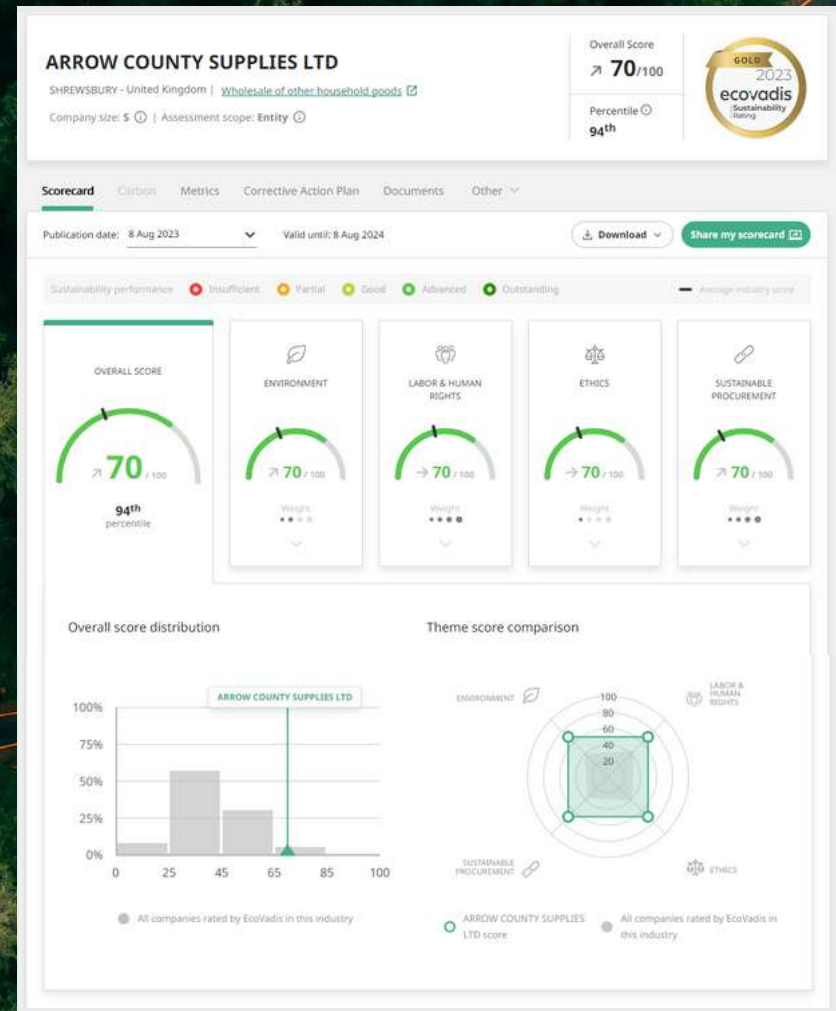 ARROW COUNTY SUPPLIES LTD
SHREWSBURY - United Kingdom | Wholesale of other household goods
Company size: S | Assessment scope: Entity
Overall Score
70/100
Percentile
94th
GOLD
2023
ecovadis
Sustainability
Rating
Scorecard Carbon Metrics Corrective Action Plan Documents Other
Publication date: 8 Aug 2023 Valid until: 8 Aug 2024 Download Share my scorecard
Sustainability performance Insufficient Partial Good Advanced Outstanding Average industry score
OVERALL SCORE
70 / 100
94th
percentile
ENVIRONMENT
70 / 100
Weight
LABOR & HUMAN
RIGHTS
70 / 100
Weight
ETHICS
70 / 100
Weight
SUSTAINABLE
PROCUREMENT
70 / 100
Weight
Overall score distribution
ARROW COUNTY SUPPLIES LTD
100%
75%
50%
25%
0%
0 25 45 65 85 100
All companies rated by EcoVadis in this industry
Theme score comparison
ENVIRONMENT
LABOR &
HUMAN
RIGHTS
100
80
60
40
20
SUSTAINABLE
PROCUREMENT
ETHICS
ARROW COUNTY SUPPLIES
LTD score
All companies rated by EcoVadis in
this industry